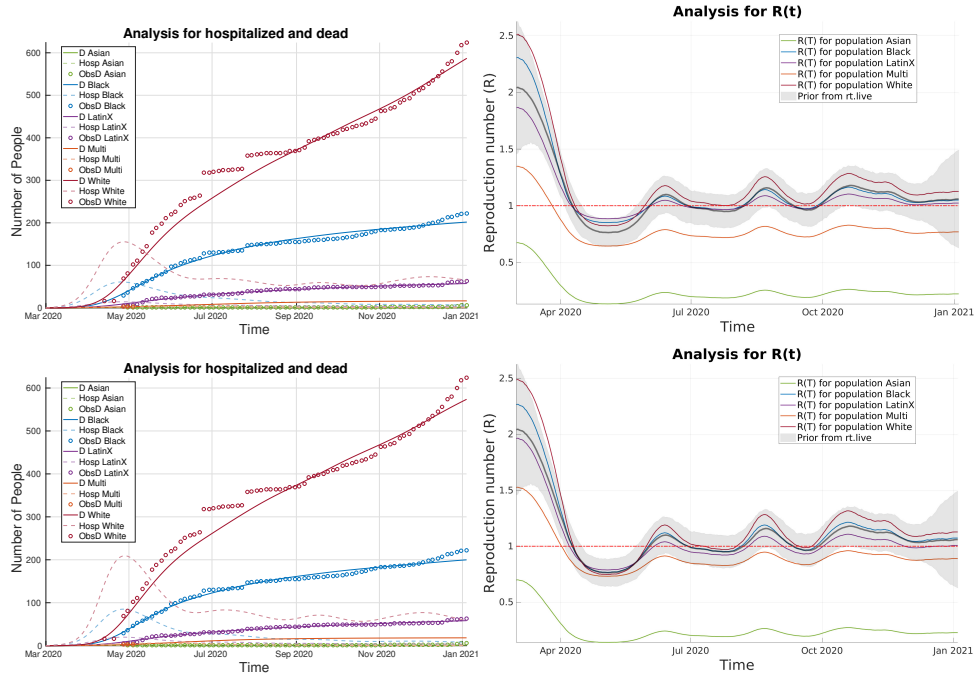 Analysis for hospitalized and dead
Number of People
600
500
400
300
200
100
0
D Asian
Hosp Asian
ObsD Asian
D Black
Hosp Black
ObsD Black
D LatinX
Hosp LatinX
ObsD LatinX
D Multi
Hosp Multi
ObsD Multi
D White
Hosp White
ObsD White
Mar 2020
May 2020
Jul 2020
Sep 2020
Nov 2020
Jan 2021
Time
Analysis for R(t)
Reproduction number (R)
2.5
2
1.5
1
0.5
R(T) for population Asian
R(T) for population Black
R(T) for population LatinX
R(T) for population Multi
R(T) for population White
Prior from rt.live
Apr 2020
Jul 2020
Oct 2020
Jan 2021
Time
Analysis for hospitalized and dead
Number of People
600
500
400
300
200
100
0
D Asian
Hosp Asian
ObsD Asian
D Black
Hosp Black
ObsD Black
D LatinX
Hosp LatinX
ObsD LatinX
D Multi
Hosp Multi
ObsD Multi
D White
Hosp White
ObsD White
Mar 2020
May 2020
Jul 2020
Sep 2020
Nov 2020
Jan 2021
Time
Analysis for R(t)
Reproduction number (R)
2.5
2
1.5
1
0.5
R(T) for population Asian
R(T) for population Black
R(T) for population LatinX
R(T) for population Multi
R(T) for population White
Prior from rt.live
Apr 2020
Jul 2020
Oct 2020
Jan 2021
Time